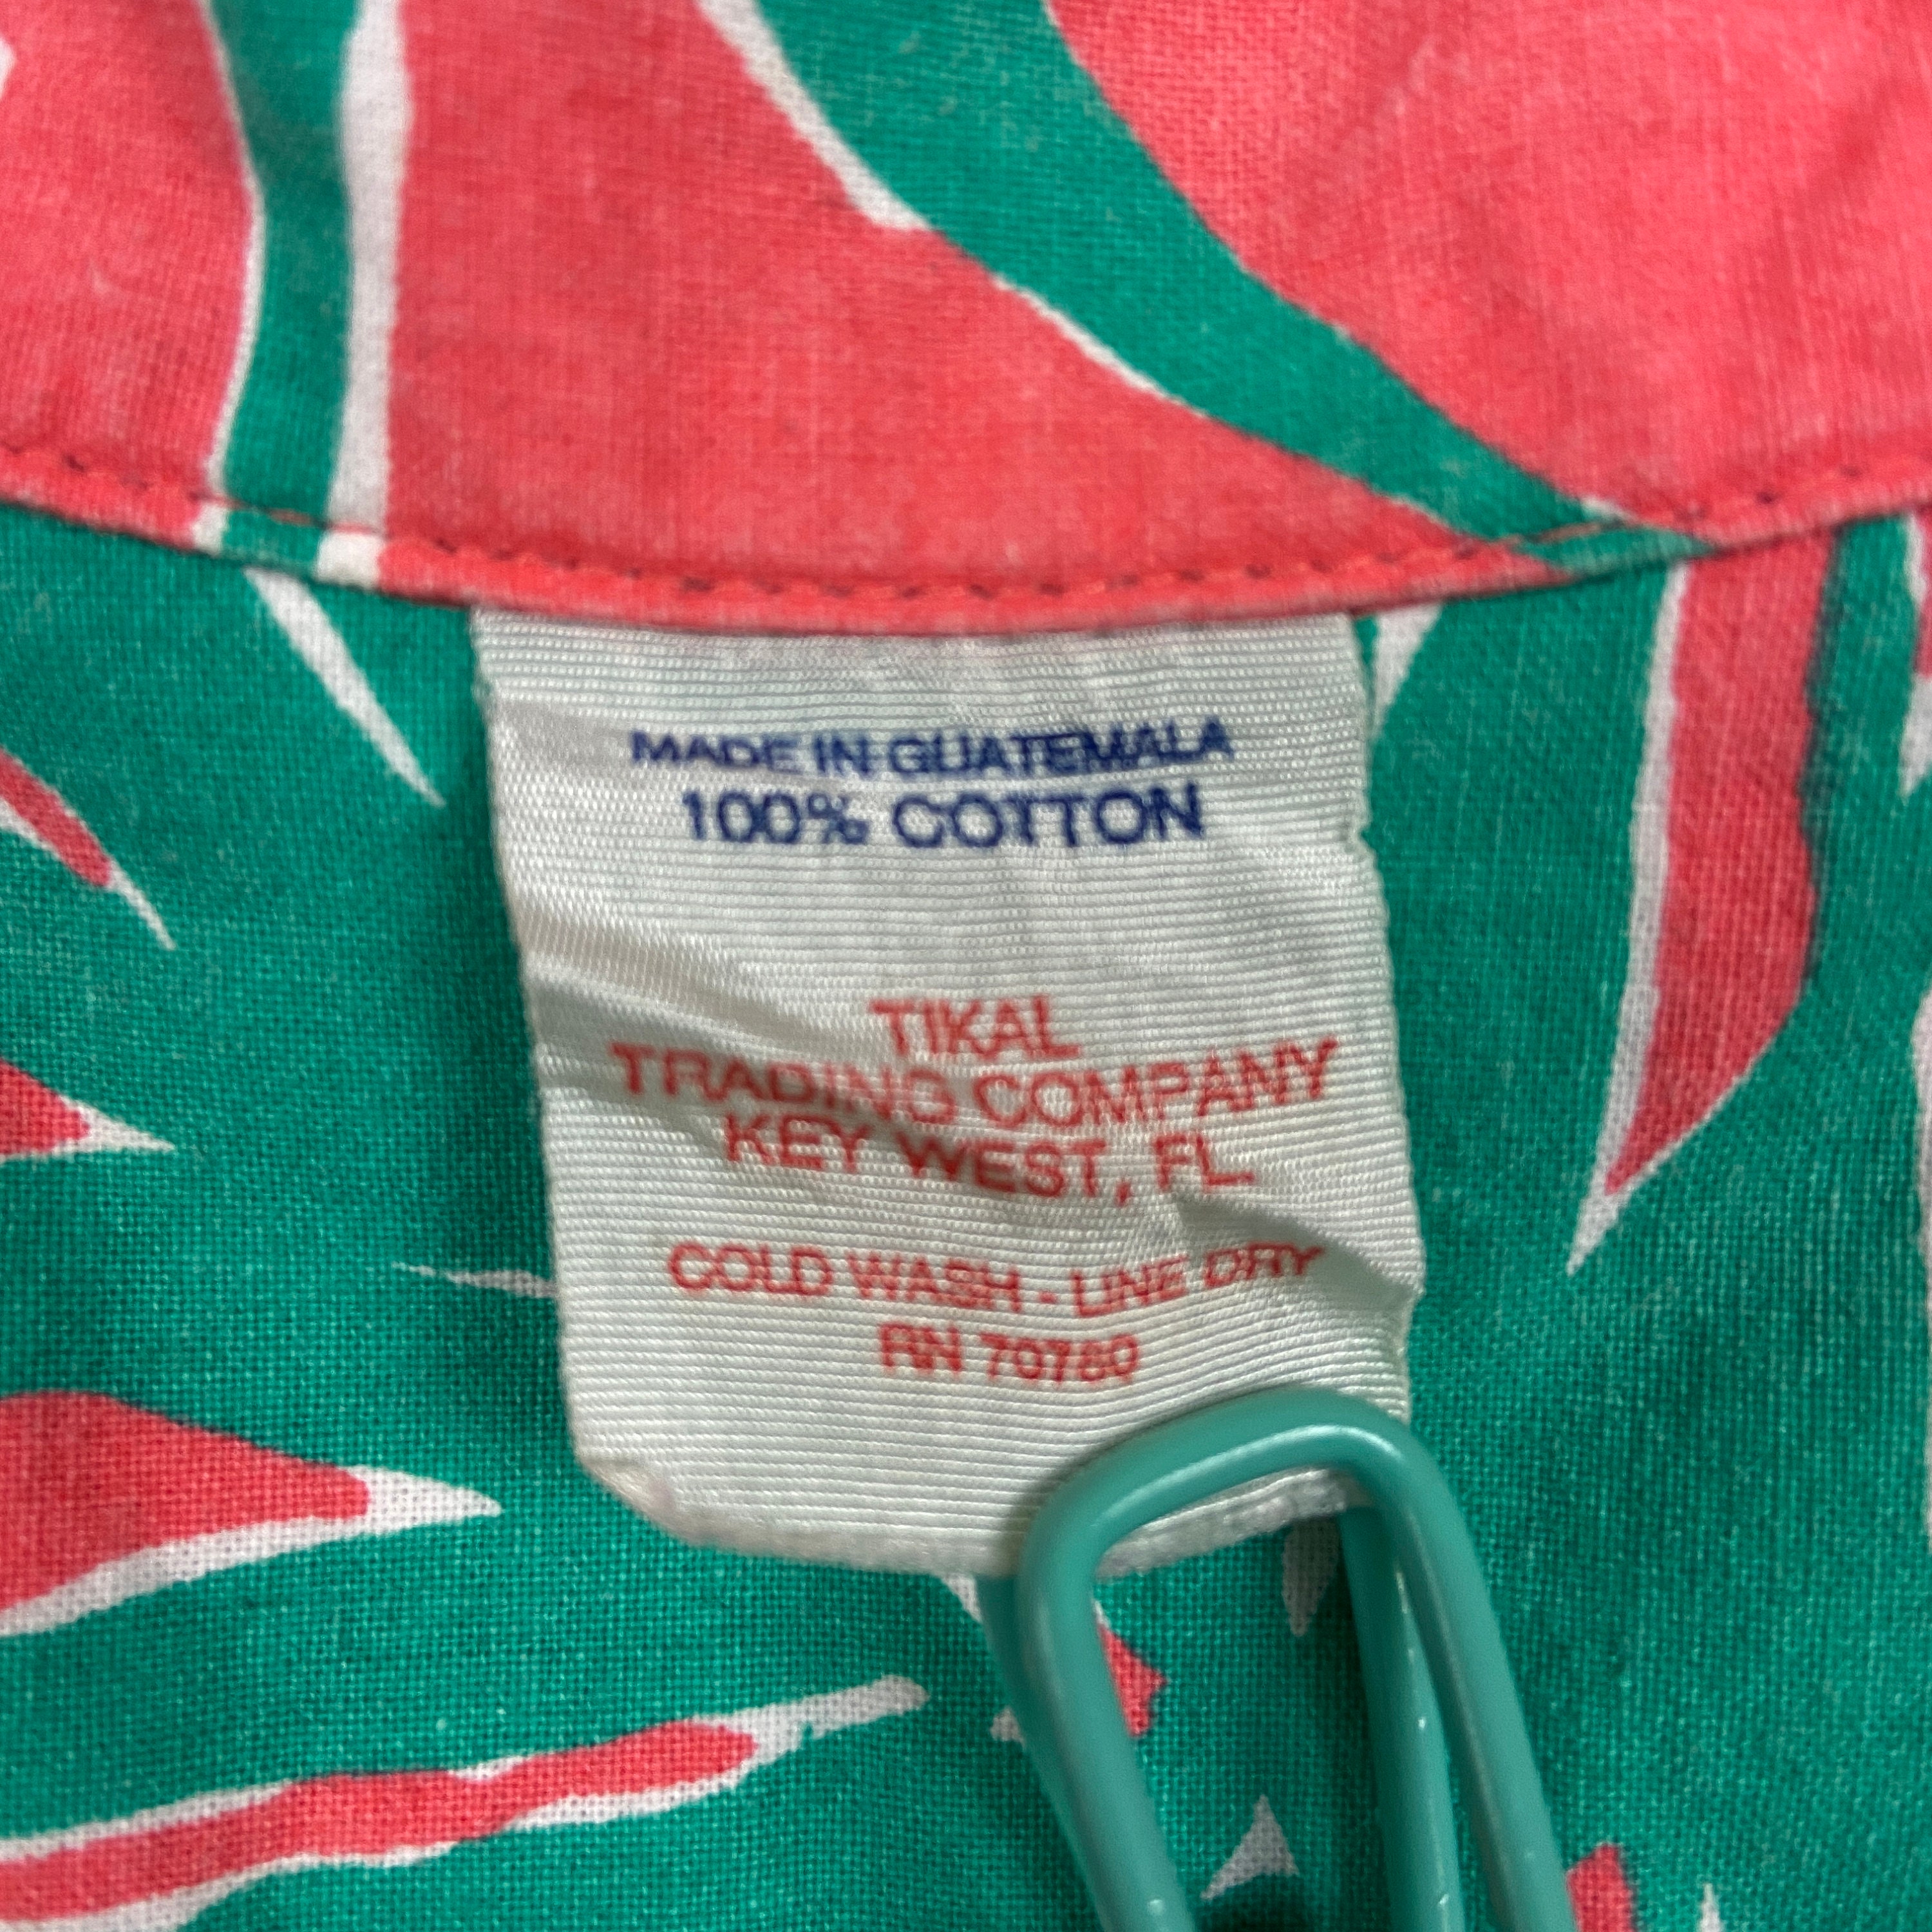 MADE IN GUATEMALA
100% COTTON
TIKAL
TRADING COMPANY
KEY WEST, FL.
COLD WASH - LINE DRY
RN 70780